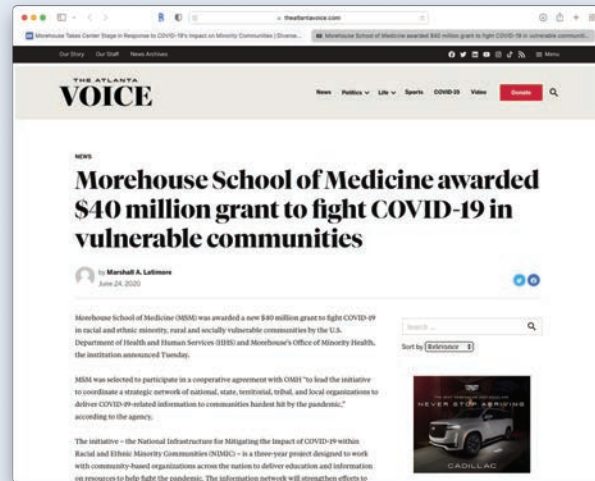 theatlantavoice.com
Morehouse Takes Center Stage in Response to COVID-19's Impact on Minority Communities | Diverse...
Morehouse School of Medicine awarded $40 million grant to fight COVID-19 in vulnerable communiti...
Our Story Our Staff News Archives Menu
THE ATLANTA
VOICE
News Politics Life Sports COVID-19 Video Donate
NEWS
Morehouse School of Medicine awarded
$40 million grant to fight COVID-19 in
vulnerable communities
by Marshall A. Latimore
June 24, 2020
Morehouse School of Medicine (MSM) was awarded a new $40 million grant to fight COVID-19
in racial and ethnic minority, rural and socially vulnerable communities by the U.S.
Department of Health and Human Services (HHS) and Morehouse's Office of Minority Health,
the institution announced Tuesday.
MSM was selected to participate in a cooperative agreement with OMH "to lead the initiative
to coordinate a strategic network of national, state, territorial, tribal, and local organizations to
deliver COVID-19-related information to communities hardest hit by the pandemic,"
according to the agency.
The initiative – the National Infrastructure for Mitigating the Impact of COVID-19 within
Racial and Ethnic Minority Communities (NIMIC) – is a three-year project designed to work
with community-based organizations across the nation to deliver education and information
on resources to help fight the pandemic. The information network will strengthen efforts to
Search ...
Sort by Relevance
NEVER STOP ARRIVING
CADILLAC